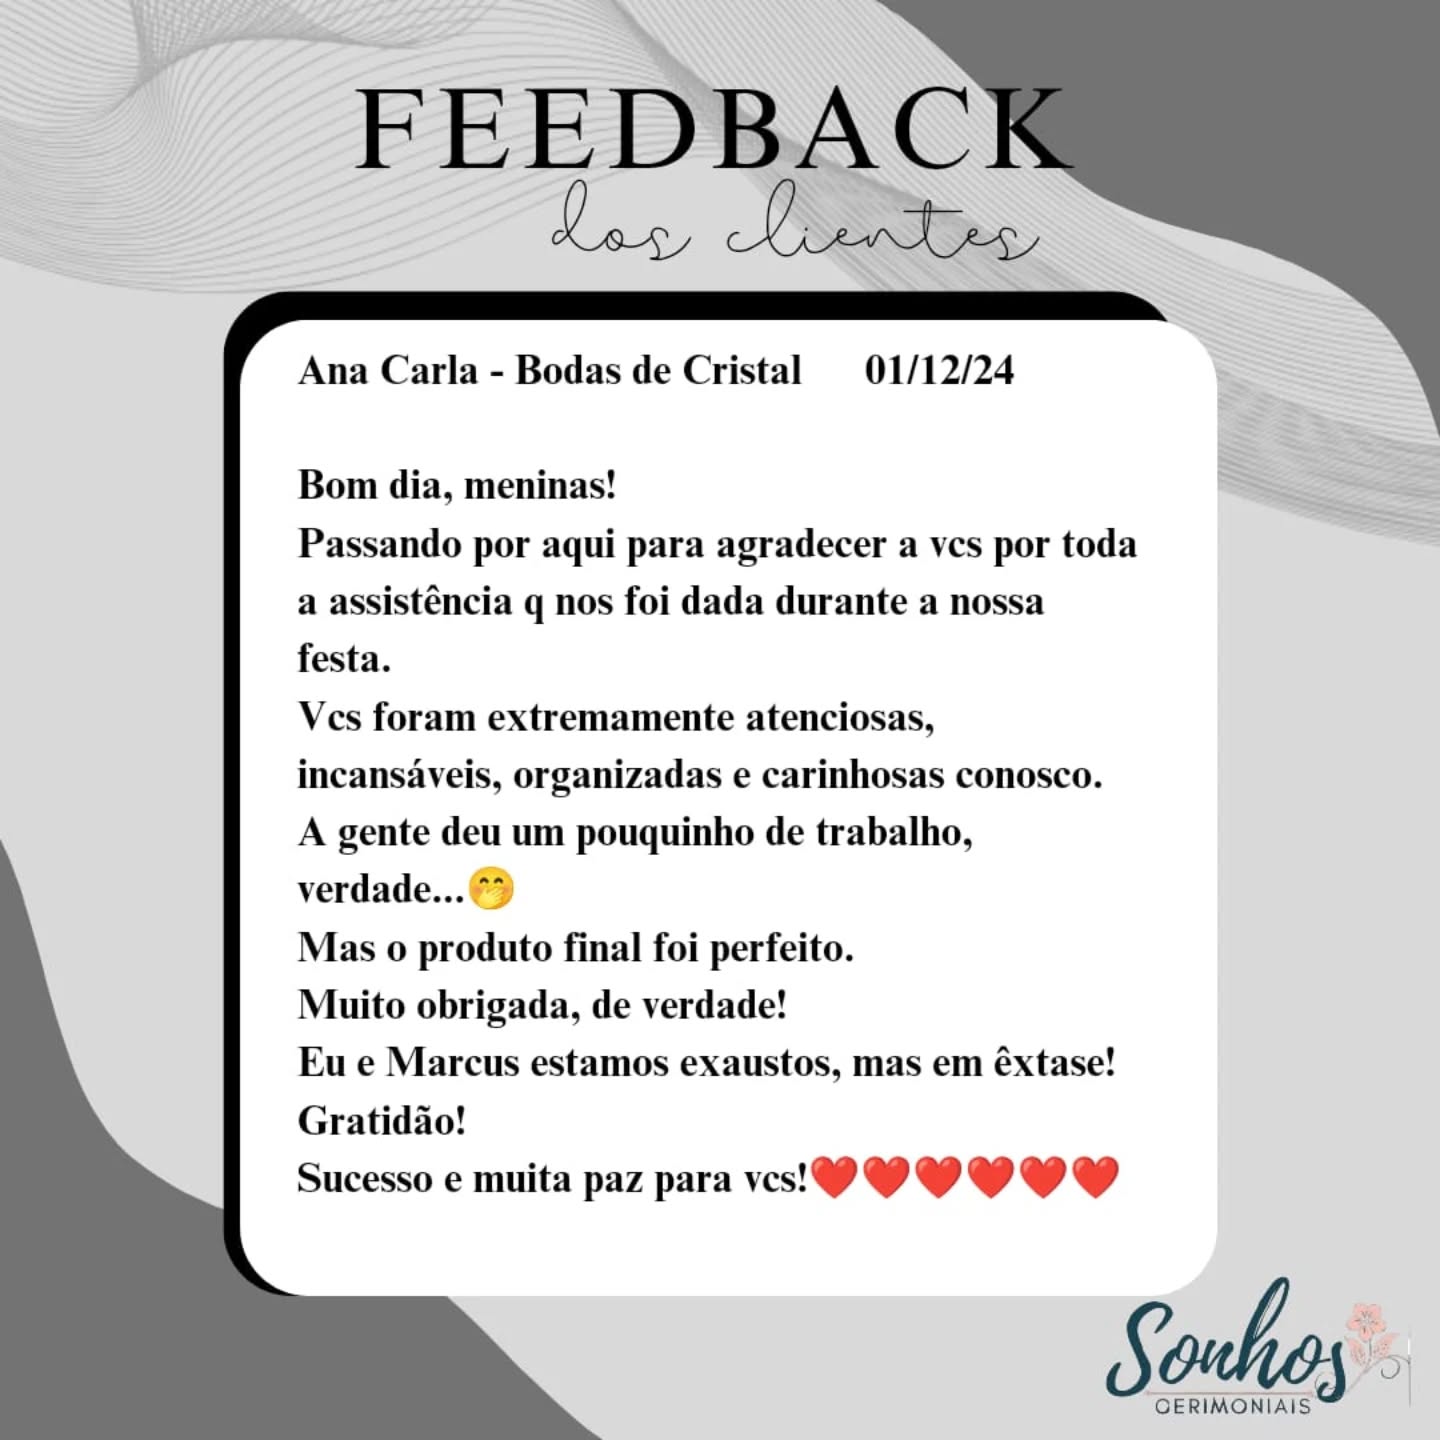 FEEDBACK
dos clientes
Ana Carla - Bodas de Cristal 01/12/24
Bom dia, meninas!
Passando por aqui para agradecer a vcs por toda
a assistência q nos foi dada durante a nossa
festa.
Vcs foram extremamente atenciosas,
incansáveis, organizadas e carinhosas conosco.
A gente deu um pouquinho de trabalho,
verdade...🤭
Mas o produto final foi perfeito.
Muito obrigada, de verdade!
Eu e Marcus estamos exaustos, mas em êxtase!
Gratidão!
Sucesso e muita paz para vcs!❤️❤️❤️❤️❤️❤️
Sonhos
CERIMONIAIS